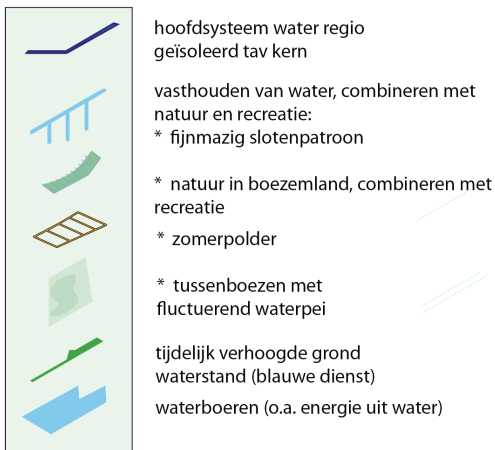 hoofdsysteem water regio
geïsoleerd tav kern
vasthouden van water, combineren met
natuur en recreatie:
* fijnmazig slotenpatroon
* natuur in boezemland, combineren met
recreatie
* zomerpolder
* tussenboezen met
fluctuerend waterpei
tijdelijk verhoogde grond
waterstand (blauwe dienst)
waterboeren (o.a. energie uit water)